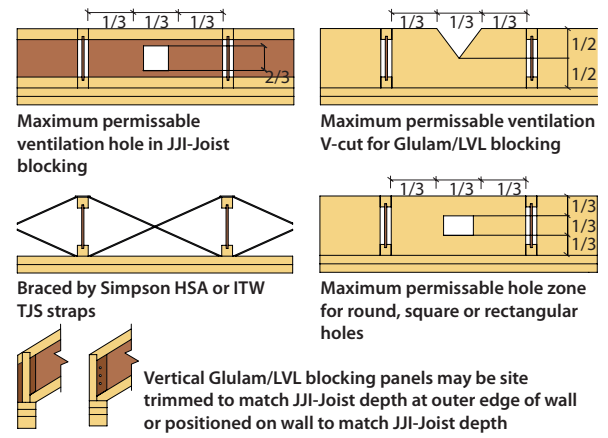 1/3 1/3 1/3
2/3
Maximum permissable
ventilation hole in JJI-Joist
blocking
1/3 1/3 1/3
1/2
1/2
Maximum permissable ventilation
V-cut for Glulam/LVL blocking
Braced by Simpson HSA or ITW
TJS straps
1/3 1/3 1/3
1/3
1/3
1/3
Maximum permissable hole zone
for round, square or rectangular
holes
Vertical Glulam/LVL blocking panels may be site
trimmed to match JJI-Joist depth at outer edge of wall
or positioned on wall to match JJI-Joist depth